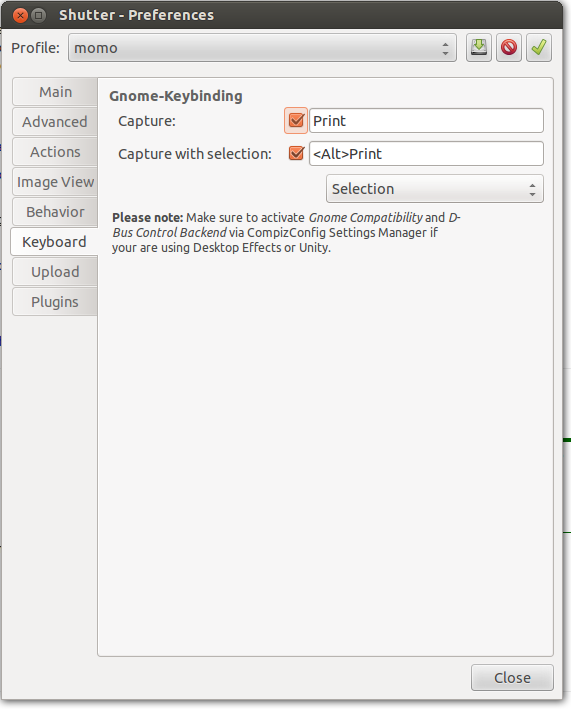 Shutter - Preferences
Profile: momo
Main
Advanced
Actions
Image View
Behavior
Keyboard
Upload
Plugins
Gnome-Keybinding
Capture: Print
Capture with selection: <Alt>Print
Selection
Please note: Make sure to activate Gnome Compatibility and D-
Bus Control Backend via CompizConfig Settings Manager if
your are using Desktop Effects or Unity.
Close